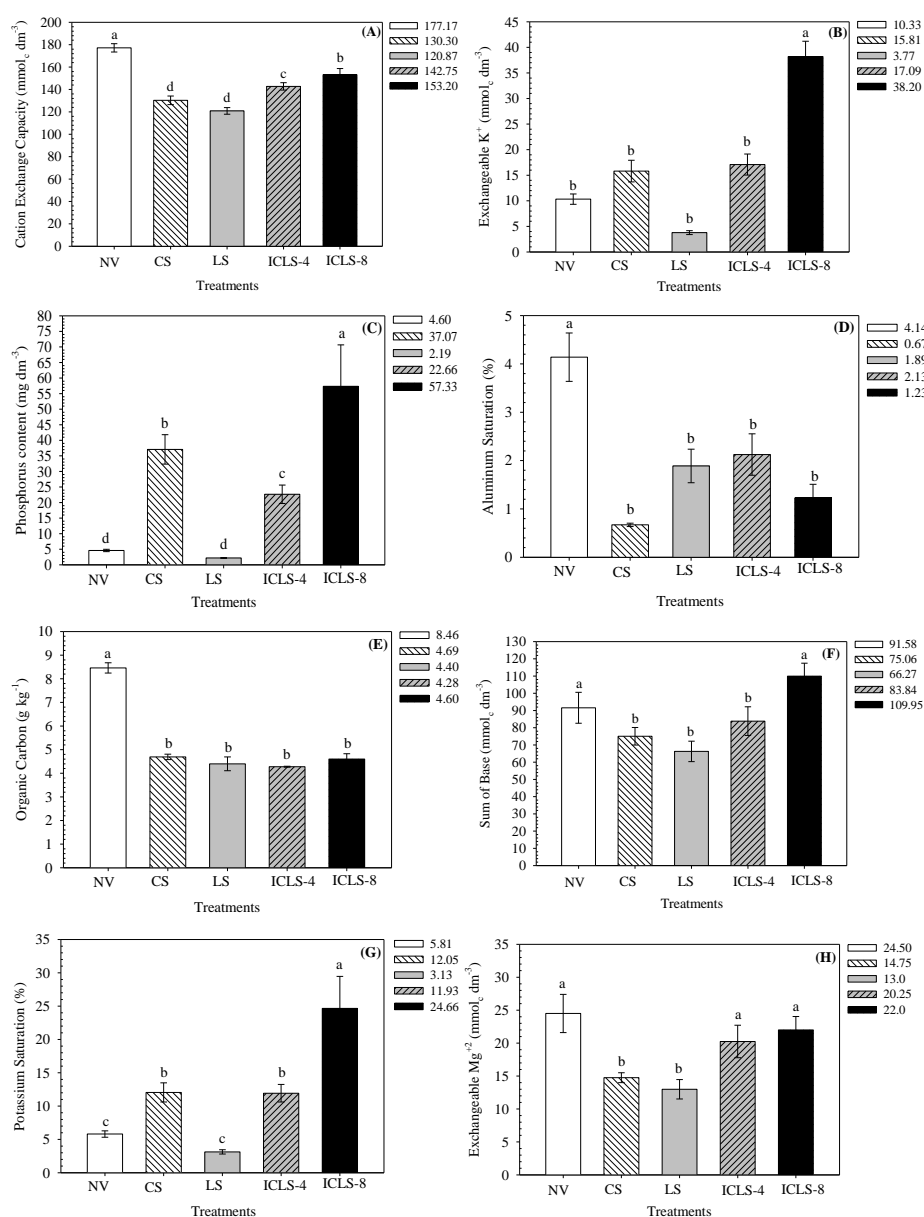 (A)
Cation Exchange Capacity (mmolc dm-3)
200
180
160
140
120
100
80
60
40
20
0
a
d
d
c
b
NV CS LS ICLS-4 ICLS-8
Treatments
177.17
130.30
120.87
142.75
153.20
(B)
Exchangeable K+ (mmolc dm-3)
45
40
35
30
25
20
15
10
5
0
b
b
b
b
a
NV CS LS ICLS-4 ICLS-8
Treatments
10.33
15.81
3.77
17.09
38.20
(C)
Phosphorus content (mg dm-3)
80
75
70
65
60
55
50
45
40
35
30
25
20
15
10
5
0
d
b
d
c
a
NV CS LS ICLS-4 ICLS-8
Treatments
4.60
37.07
2.19
22.66
57.33
(D)
Aluminum Saturation (%)
5
4
3
2
1
0
a
b
b
b
b
NV CS LS ICLS-4 ICLS-8
Treatments
4.14
0.67
1.89
2.13
1.23
(E)
Organic Carbon (g kg-1)
10
9
8
7
6
5
4
3
2
1
0
a
b
b
b
b
NV CS LS ICLS-4 ICLS-8
Treatments
8.46
4.69
4.40
4.28
4.60
(F)
Sum of Base (mmolc dm-3)
130
120
110
100
90
80
70
60
50
40
30
20
10
0
a
b
b
b
a
NV CS LS ICLS-4 ICLS-8
Treatments
91.58
75.06
66.27
83.84
109.95
(G)
Potassium Saturation (%)
35
30
25
20
15
10
5
0
c
b
c
b
a
NV CS LS ICLS-4 ICLS-8
Treatments
5.81
12.05
3.13
11.93
24.66
(H)
Exchangeable Mg+2 (mmolc dm-3)
35
30
25
20
15
10
5
0
a
b
b
a
a
NV CS LS ICLS-4 ICLS-8
Treatments
24.50
14.75
13.0
20.25
22.0